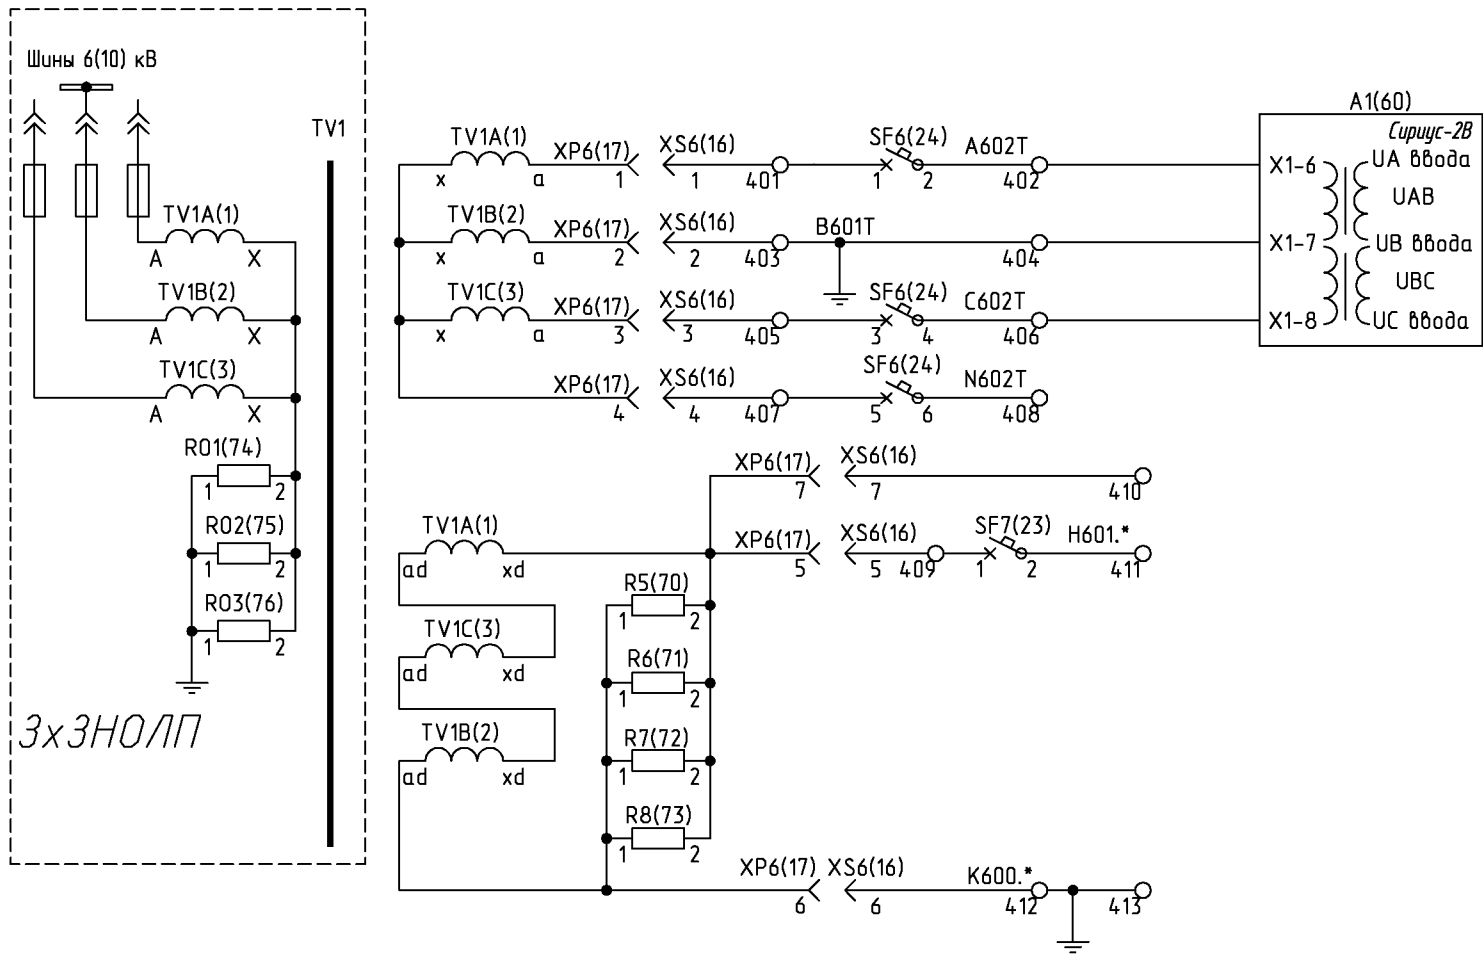 Шины 6(10) кВ
TV1
TV1A(1)
A X
TV1B(2)
A X
TV1C(3)
A X
R01(74)
1 2
R02(75)
1 2
R03(76)
1 2
3x3НОЛП
TV1A(1)
x a
XP6(17)
1
XS6(16)
1
401
SF6(24)
1 2
A602T
402
TV1B(2)
x a
XP6(17)
2
XS6(16)
2
403
B601T
404
TV1C(3)
x a
XP6(17)
3
XS6(16)
3
405
SF6(24)
3 4
C602T
406
XP6(17)
4
XS6(16)
4
407
SF6(24)
5 6
N602T
408
A1(60)
Сириус-2В
X1-6 UA ввода
UAB
X1-7 UB ввода
UBC
X1-8 UC ввода
XP6(17)
7
XS6(16)
7
410
TV1A(1)
ad xd
XP6(17)
5
XS6(16)
5
409
SF7(23)
1 2
H601.*
411
R5(70)
1 2
TV1C(3)
ad xd
R6(71)
1 2
TV1B(2)
ad xd
R7(72)
1 2
R8(73)
1 2
XP6(17)
6
XS6(16)
6
K600.*
412
413